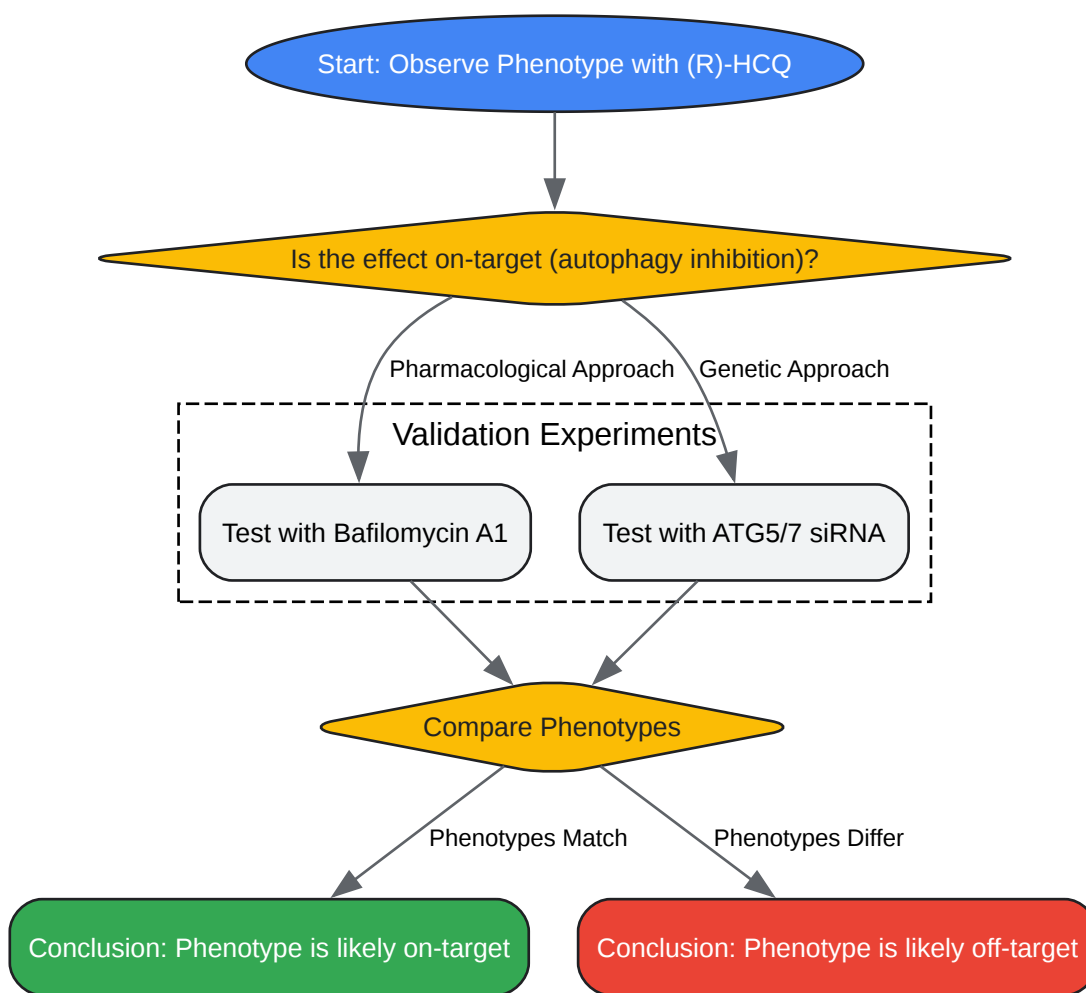 Start: Observe Phenotype with (R)-HCQ
Is the effect on-target (autophagy inhibition)?
Pharmacological Approach
Genetic Approach
Validation Experiments
Test with Bafilomycin A1
Test with ATG5/7 siRNA
Compare Phenotypes
Phenotypes Match
Phenotypes Differ
Conclusion: Phenotype is likely on-target
Conclusion: Phenotype is likely off-target